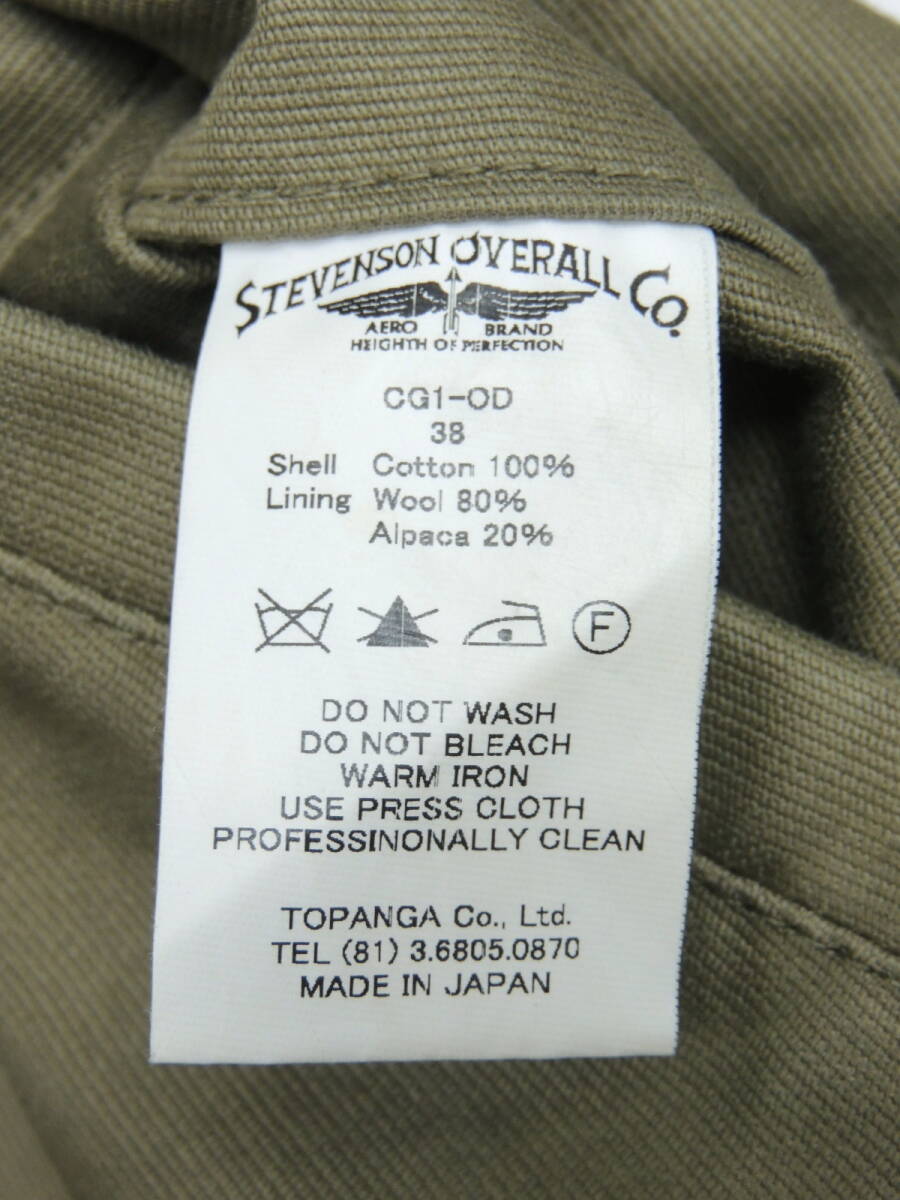 STEVENSON OVERALL CO.
AERO BRAND
HEIGHTH OF PERFECTION
CG1-OD
38
Shell Cotton 100%
Lining Wool 80%
Alpaca 20%
F
DO NOT WASH
DO NOT BLEACH
WARM IRON
USE PRESS CLOTH
PROFESSINONALLY CLEAN
TOPANGA Co., Ltd.
TEL (81) 3.6805.0870
MADE IN JAPAN